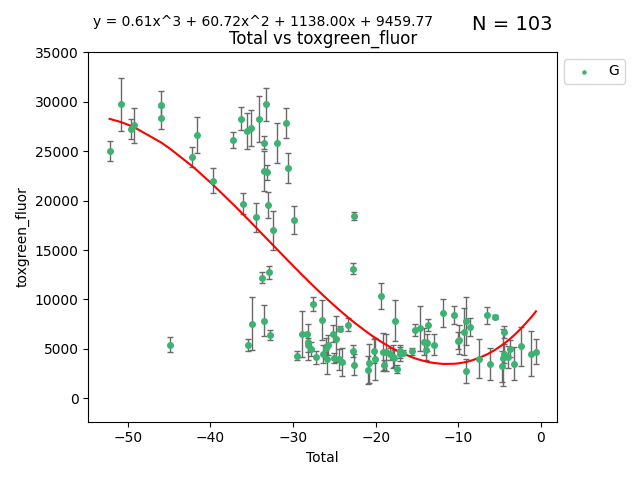 y = 0.61x^3 + 60.72x^2 + 1138.00x + 9459.77
N = 103
Total vs toxgreen_fluor
G
35000
30000
25000
20000
15000
10000
5000
0
toxgreen_fluor
−50
−40
−30
−20
−10
0
Total